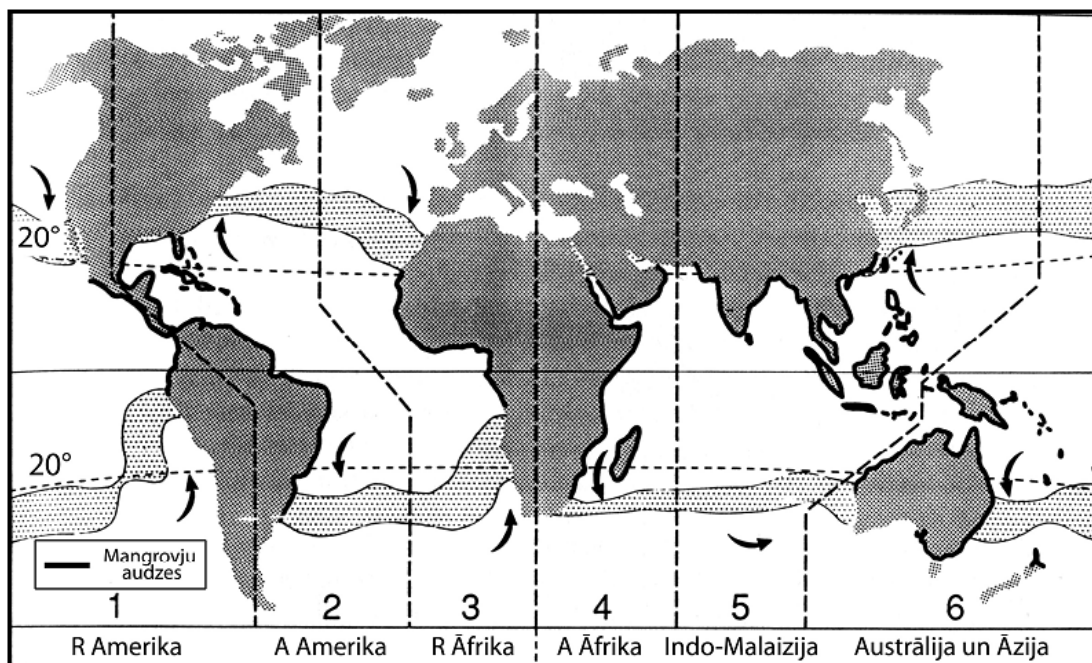 20°
20°
Mangrovju
audzes
1 2 3 4 5 6
R Amerika A Amerika R Āfrika A Āfrika Indo-Malaizija Austrālija un Āzija